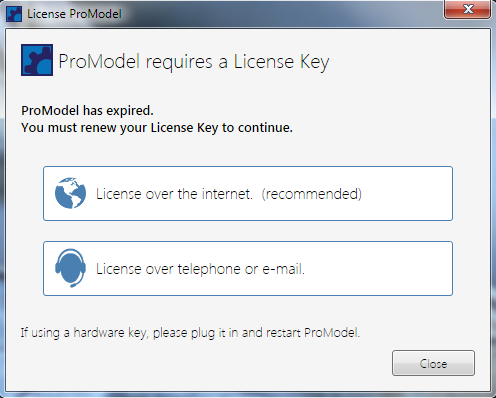 License ProModel
ProModel requires a License Key
ProModel has expired.
You must renew your License Key to continue.
License over the internet.  (recommended)
License over telephone or e-mail.
If using a hardware key, please plug it in and restart ProModel.
Close